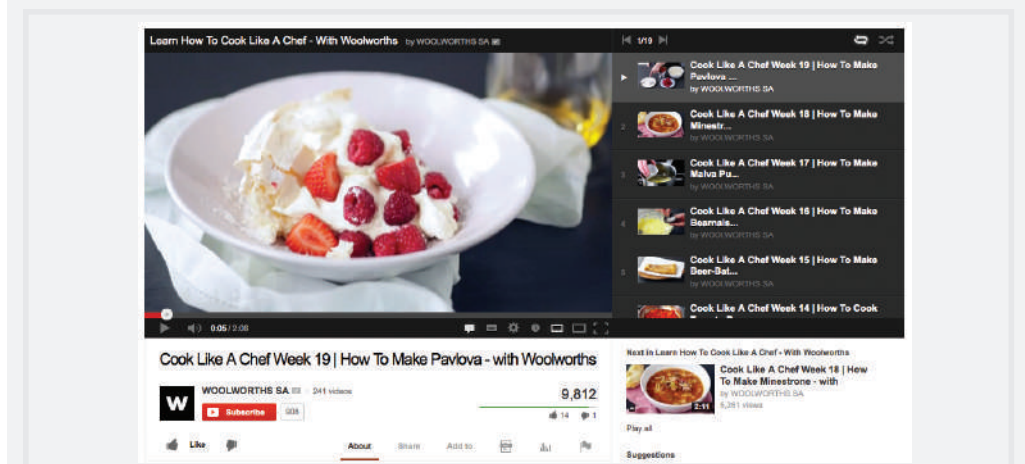 Learn How To Cook Like A Chef - With Woolworths by WOOLWORTHS SA
1/19
Cook Like A Chef Week 19 | How To Make
Pavlova ...
by WOOLWORTHS SA
2
Cook Like A Chef Week 18 | How To Make
Minestr...
by WOOLWORTHS SA
3
Cook Like A Chef Week 17 | How To Make
Malva Pu...
by WOOLWORTHS SA
4
Cook Like A Chef Week 16 | How To Make
Bearnais...
by WOOLWORTHS SA
5
Cook Like A Chef Week 15 | How To Make
Beer-Bat...
by WOOLWORTHS SA
Cook Like A Chef Week 14 | How To Cook
0:05 / 2:06
Cook Like A Chef Week 19 | How To Make Pavlova - with Woolworths
W
WOOLWORTHS SA 241 videos
Subscribe
9,812
14 1
Like
About Share Add to
Next in Learn How To Cook Like A Chef - With Woolworths
Cook Like A Chef Week 18 | How
To Make Minestrone - with
by WOOLWORTHS SA
views
2:11
Play all
Suggestions